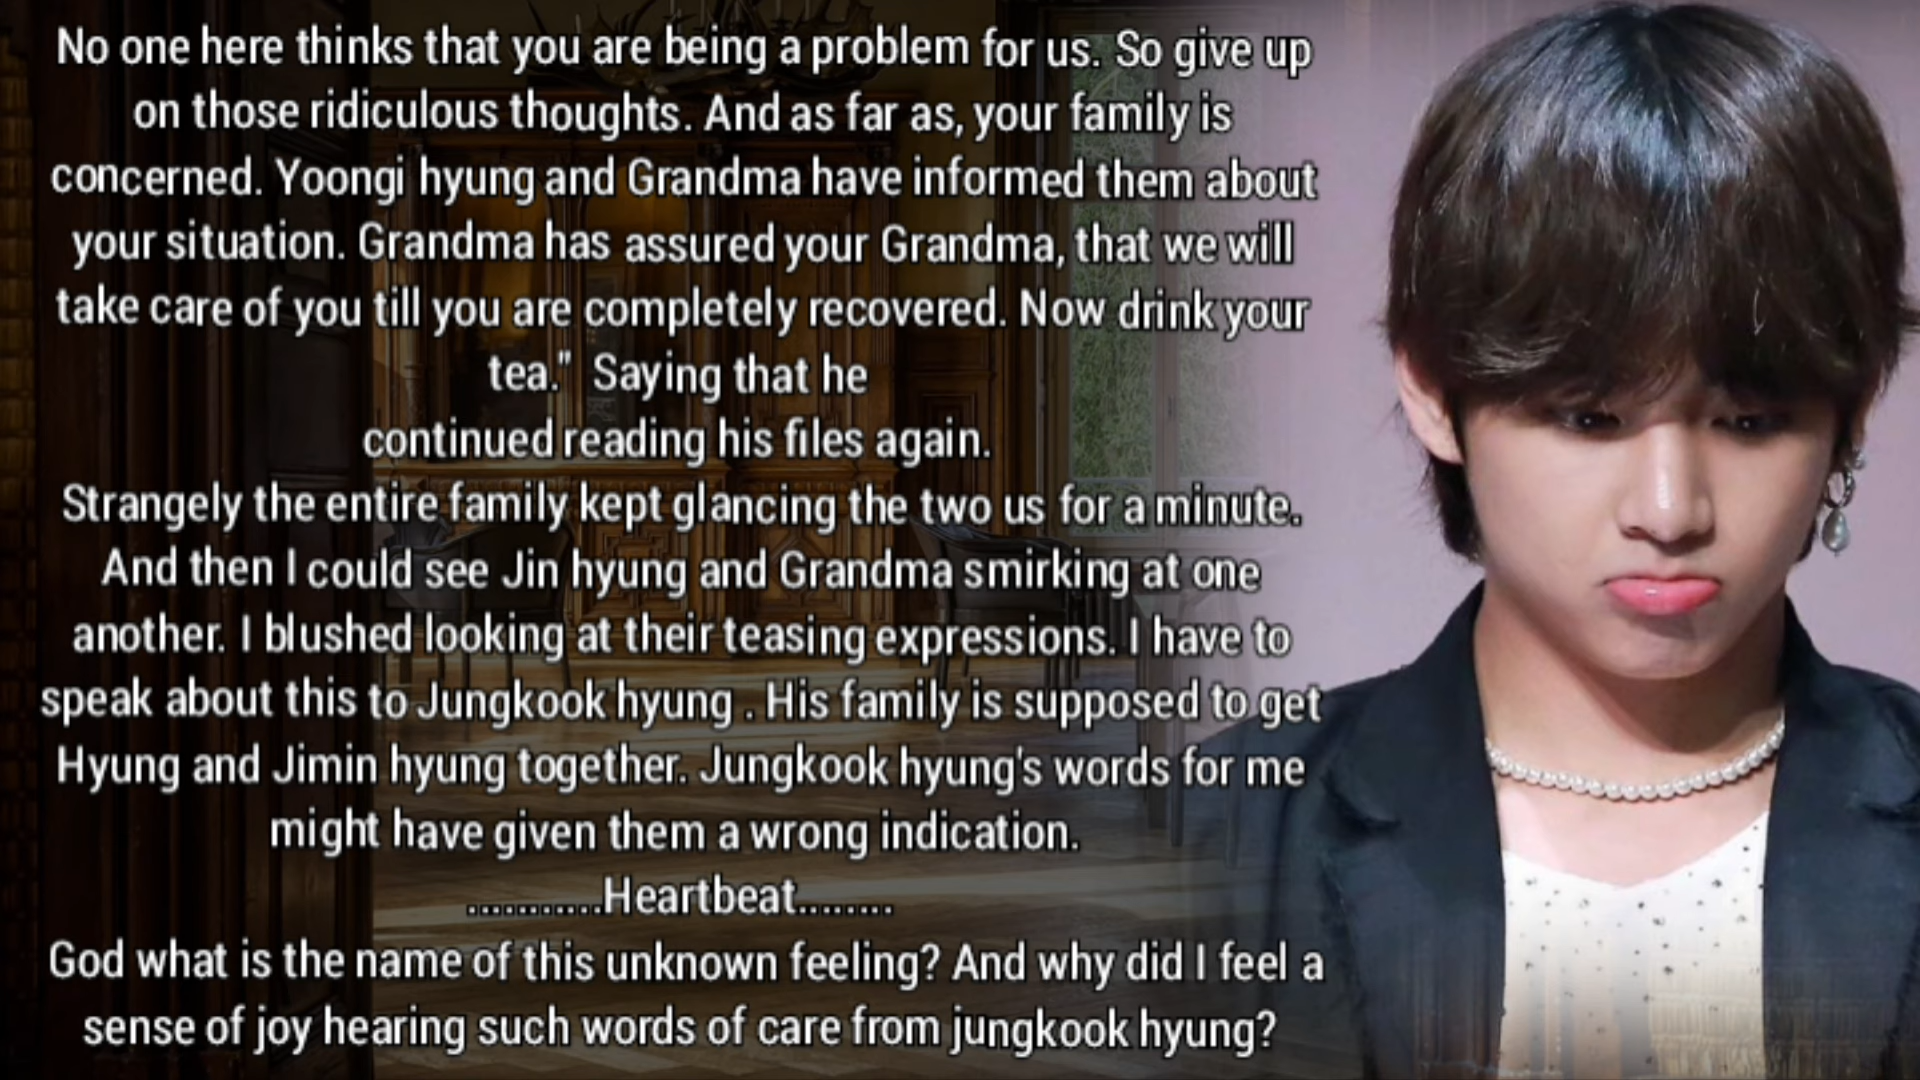 No one here thinks that you are being a problem for us. So give up
on those ridiculous thoughts. And as far as, your family is
concerned. Yoongi hyung and Grandma have informed them about
your situation. Grandma has assured your Grandma, that we will
take care of you till you are completely recovered. Now drink your
tea." Saying that he
continued reading his files again.
Strangely the entire family kept glancing the two us for a minute.
And then I could see Jin hyung and Grandma smirking at one
another. I blushed looking at their teasing expressions. I have to
speak about this to Jungkook hyung . His family is supposed to get
Hyung and Jimin hyung together. Jungkook hyung's words for me
might have given them a wrong indication.
...........Heartbeat........
God what is the name of this unknown feeling? And why did I feel a
sense of joy hearing such words of care from jungkook hyung?